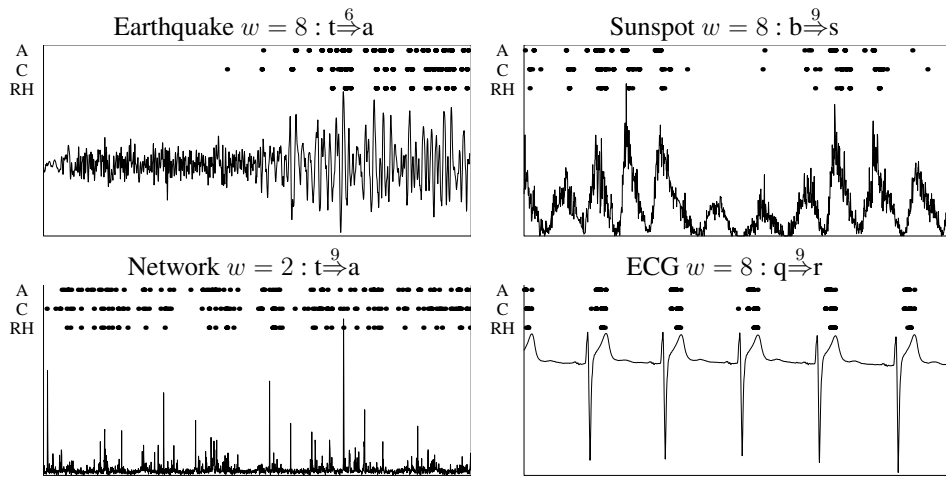 Earthquake w = 8 : t 6⇒ a
A
C
RH
Sunspot w = 8 : b 9⇒ s
A
C
RH
Network w = 2 : t 9⇒ a
A
C
RH
ECG w = 8 : q 9⇒ r
A
C
RH